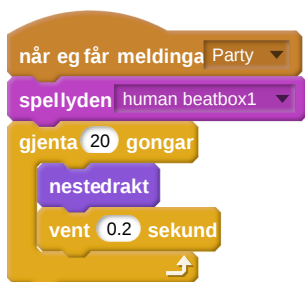 når eg får meldinga Party
spellyden human beatbox1
gjenta 20 gongar
nestedrakt
vent 0.2 sekund